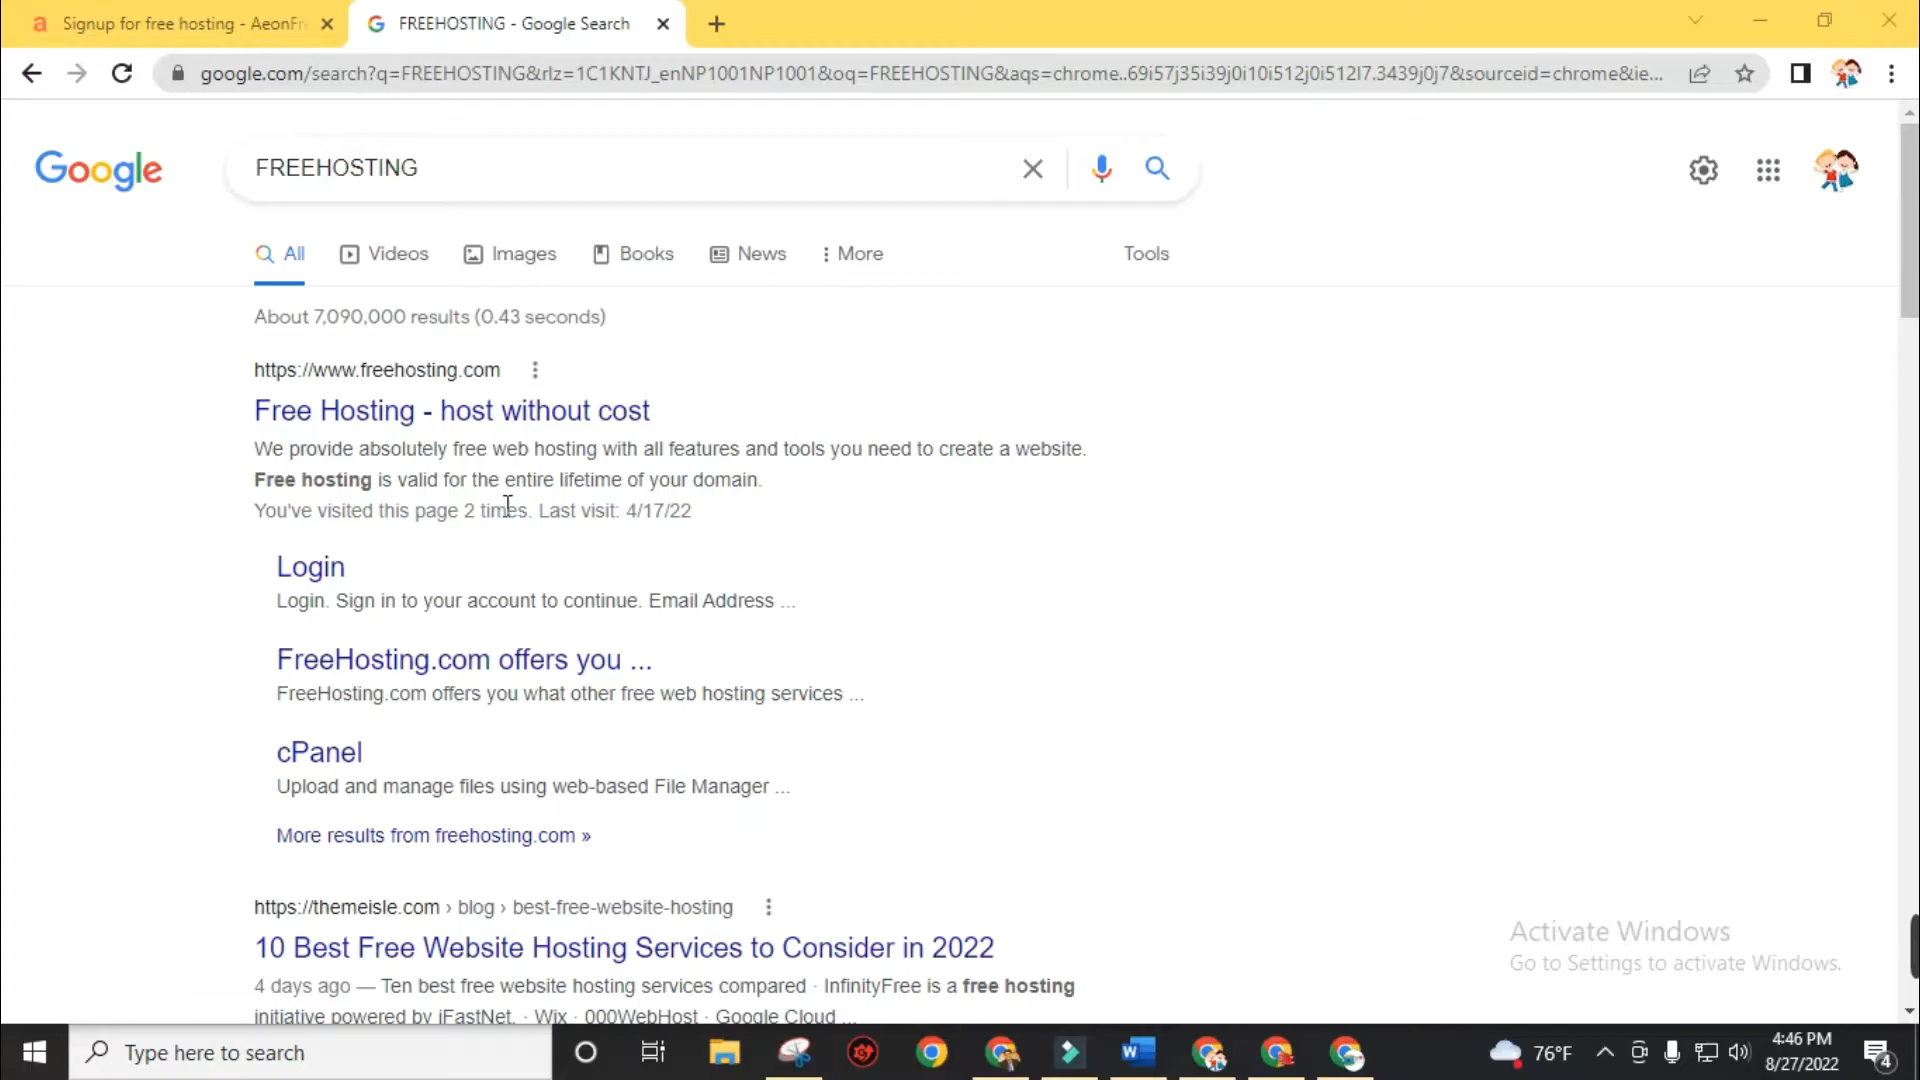 a Signup for free hosting - AeonFr
FREEHOSTING - Google Search
google.com/search?q=FREEHOSTING&rlz=1C1KNTJ_enNP1001NP1001&oq=FREEHOSTING&aqs=chrome..69i57j35i39j0i10i512j0i512l7.3439j0j7&sourceid=chrome&ie...
Google
FREEHOSTING
All
Videos
Images
Books
News
More
Tools
About 7,090,000 results (0.43 seconds)
https://www.freehosting.com
Free Hosting - host without cost
We provide absolutely free web hosting with all features and tools you need to create a website.
Free hosting is valid for the entire lifetime of your domain.
You've visited this page 2 times. Last visit: 4/17/22
Login
Login. Sign in to your account to continue. Email Address ...
FreeHosting.com offers you ...
FreeHosting.com offers you what other free web hosting services ...
cPanel
Upload and manage files using web-based File Manager ...
More results from freehosting.com »
https://themeisle.com › blog › best-free-website-hosting
10 Best Free Website Hosting Services to Consider in 2022
4 days ago — Ten best free website hosting services compared · InfinityFree is a free hosting
initiative powered by iFastNet. · Wix · 000WebHost · Google Cloud ...
Activate Windows
Go to Settings to activate Windows.
Type here to search
W
76°F
4:46 PM
8/27/2022
4